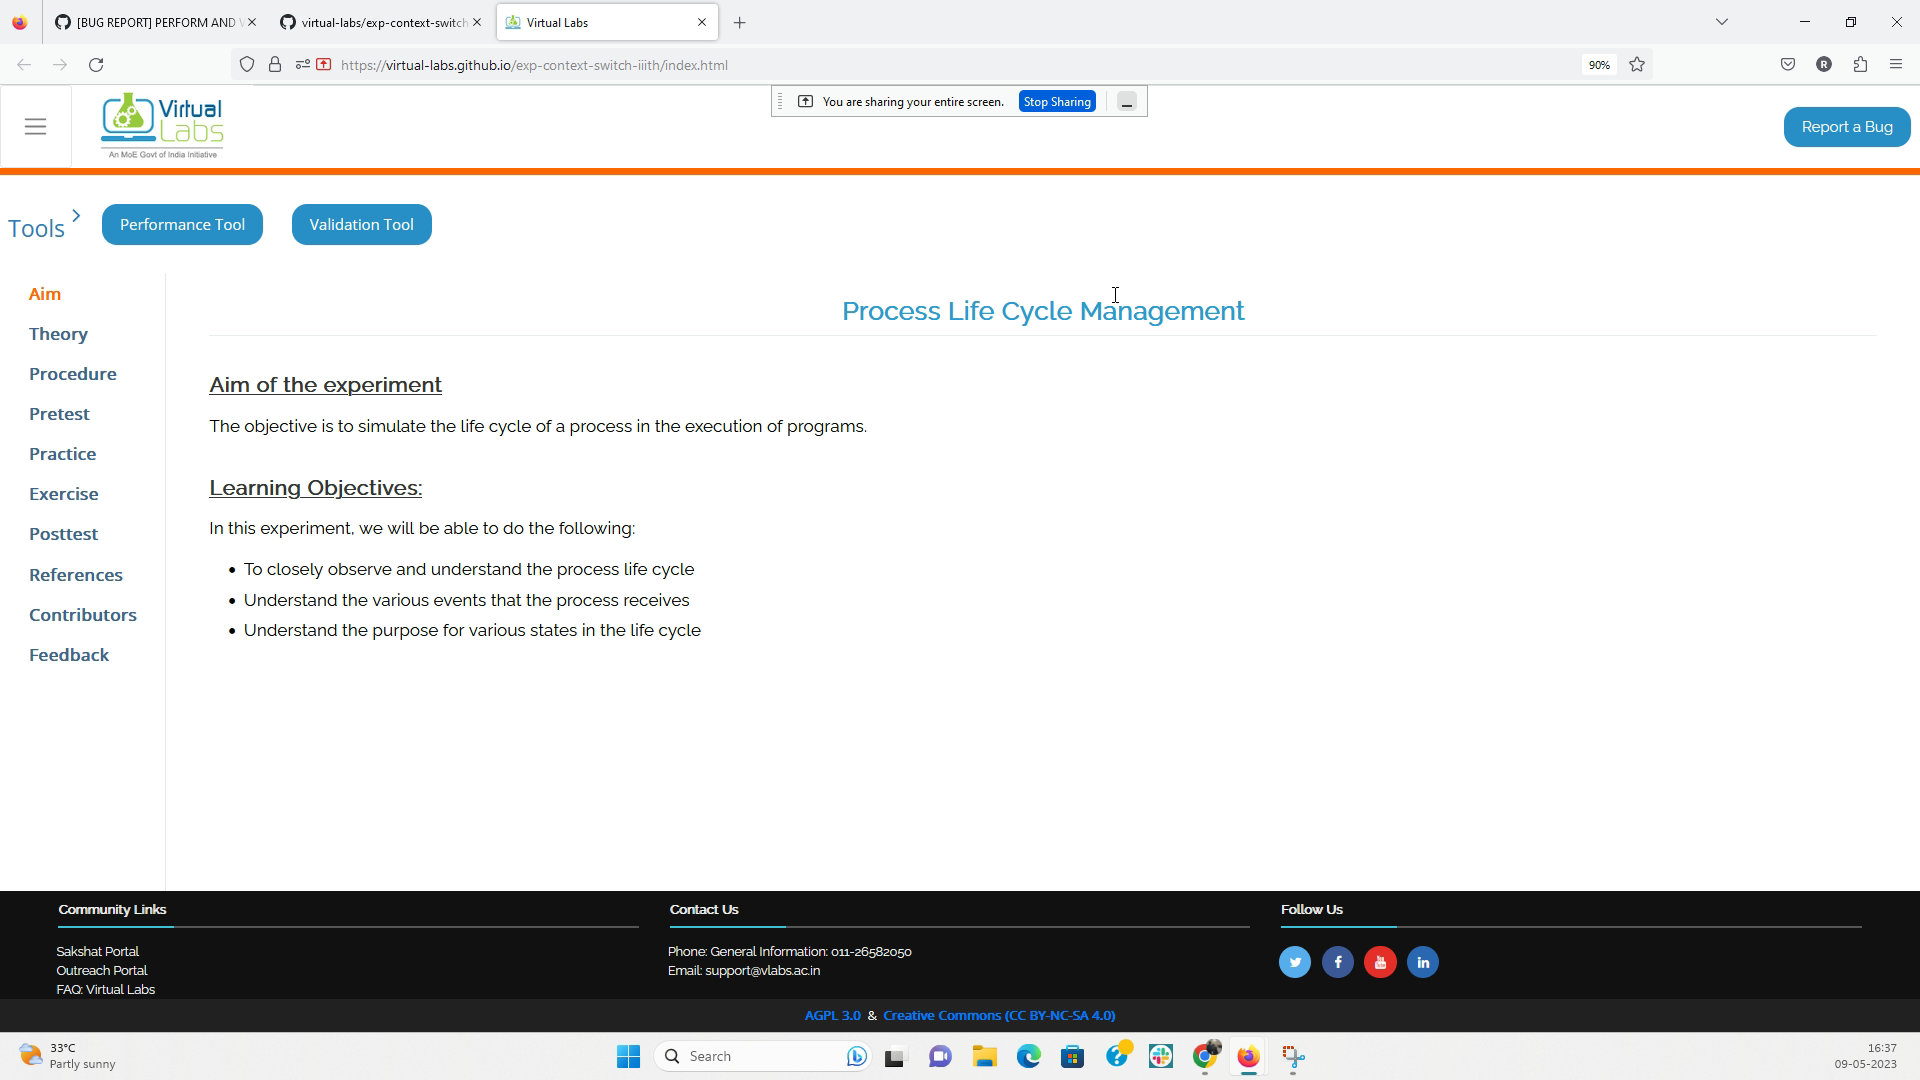 [BUG REPORT] PERFORM AND
virtual-labs/exp-context-switch
Virtual Labs
https://virtual-labs.github.io/exp-context-switch-iiith/index.html
90%
R
You are sharing your entire screen.
Stop Sharing
Virtual
Labs
An MoE Govt of India Initiative
Report a Bug
Tools
Performance Tool
Validation Tool
Aim
Theory
Procedure
Pretest
Practice
Exercise
Posttest
References
Contributors
Feedback
Process Life Cycle Management
Aim of the experiment
The objective is to simulate the life cycle of a process in the execution of programs.
Learning Objectives:
In this experiment, we will be able to do the following:
To closely observe and understand the process life cycle
Understand the various events that the process receives
Understand the purpose for various states in the life cycle
Community Links
Sakshat Portal
Outreach Portal
FAQ: Virtual Labs
Contact Us
Phone: General Information: 011-26582050
Email: support@vlabs.ac.in
Follow Us
AGPL 3.0 & Creative Commons (CC BY-NC-SA 4.0)
33°C
Partly sunny
Search
16:37
09-05-2023